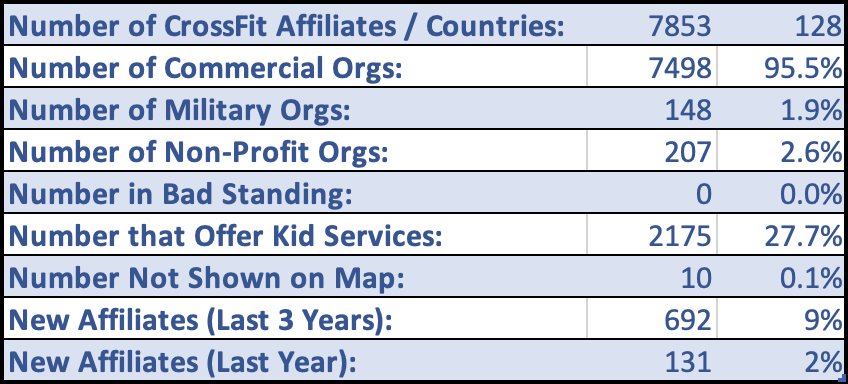 Number of CrossFit Affiliates / Countries: 7853 128
Number of Commercial Orgs: 7498 95.5%
Number of Military Orgs: 148 1.9%
Number of Non-Profit Orgs: 207 2.6%
Number in Bad Standing: 0 0.0%
Number that Offer Kid Services: 2175 27.7%
Number Not Shown on Map: 10 0.1%
New Affiliates (Last 3 Years): 692 9%
New Affiliates (Last Year): 131 2%